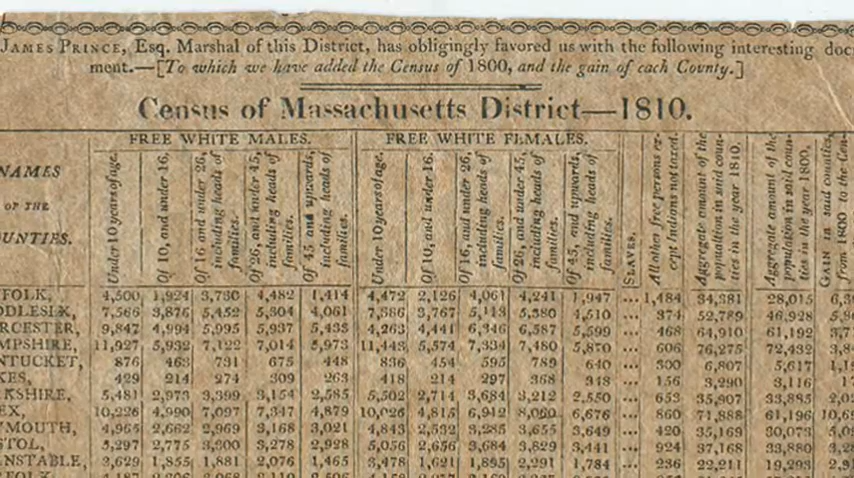 JAMES PRINCE, Esq. Marshal of this District, has obligingly favored us with the following interesting doc
ment.—[To which we have added the Census of 1800, and the gain of each County.]
Census of Massachusetts District—1810.
NAMES OF THE UNTIES.
FREE WHITE MALES.
Under 10 years of age.
Of 10, and under 16,
Of 16 and under 26, including heads of families.
Of 26, and under 45, including heads of families.
Of 45 and upwards, including heads of families.
FREE WHITE FEMALES.
Under 10 years of age.
Of 10, and under 16.
Of 16, and under 26, including heads of families.
Of 26, and under 45, including heads of families.
Of 45, and upwards, including heads of families.
SLAVES.
All other free persons except Indians not taxed.
Aggregate amount of the population in said counties in the year 1810.
Aggregate amount of the population in said counties in the year 1800.
GAIN in said counties, from 1800 to the Cen-
FOLK, 4,500 1,924 3,730 4,482 1,414 4,472 2,126 4,061 4,241 1,947 ... 1,484 34,381 28,015
DDLESEX, 7,566 3,876 5,452 5,304 4,061 3,767 5,113 5,580 4,510 ... 374 52,789 46,928
RCESTER, 9,847 4,994 5,995 5,937 5,433 4,263 4,441 6,346 6,587 5,599 ... 468 64,910 61,192
MPSHIRE, 11,927 5,932 7,122 7,014 5,973 11,443 5,574 7,334 7,480 5,870 ... 606 76,275 72,432
NTUCKET, 876 463 731 675 448 836 454 595 789 640 ... 300 6,807 5,617
KES, 429 214 274 309 263 418 214 297 368 348 ... 156 3,290 3,116
KSHIRE, 5,481 2,973 3,399 3,154 2,585 5,502 2,714 3,684 3,212 2,550 ... 653 35,907 33,885
EX, 10,226 4,990 7,097 7,347 4,879 10,026 4,815 6,912 6,676 ... 860 71,888 61,196
YMOUTH, 4,965 2,662 2,969 3,168 3,021 4,843 2,532 3,285 3,655 3,649 ... 420 35,169 30,073
STOL, 5,297 2,775 3,300 3,278 2,928 5,056 2,656 3,684 3,829 3,441 ... 924 37,168 33,880
NSTABLE, 3,629 1,855 1,881 2,076 1,465 3,478 1,621 1,895 2,291 1,784 ... 236 22,211 19,293